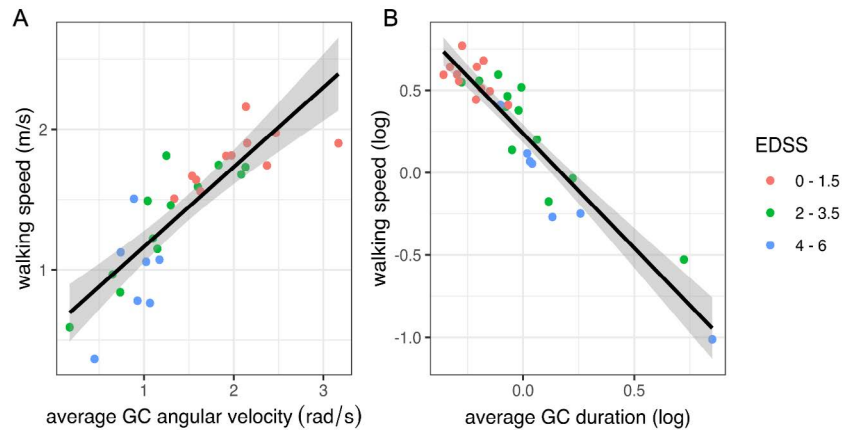 A
B
walking speed (m/s)
2
1
1
2
3
average GC angular velocity (rad/s)
walking speed (log)
0.5
0.0
-0.5
-1.0
0.0
0.5
average GC duration (log)
EDSS
0 - 1.5
2 - 3.5
4 - 6